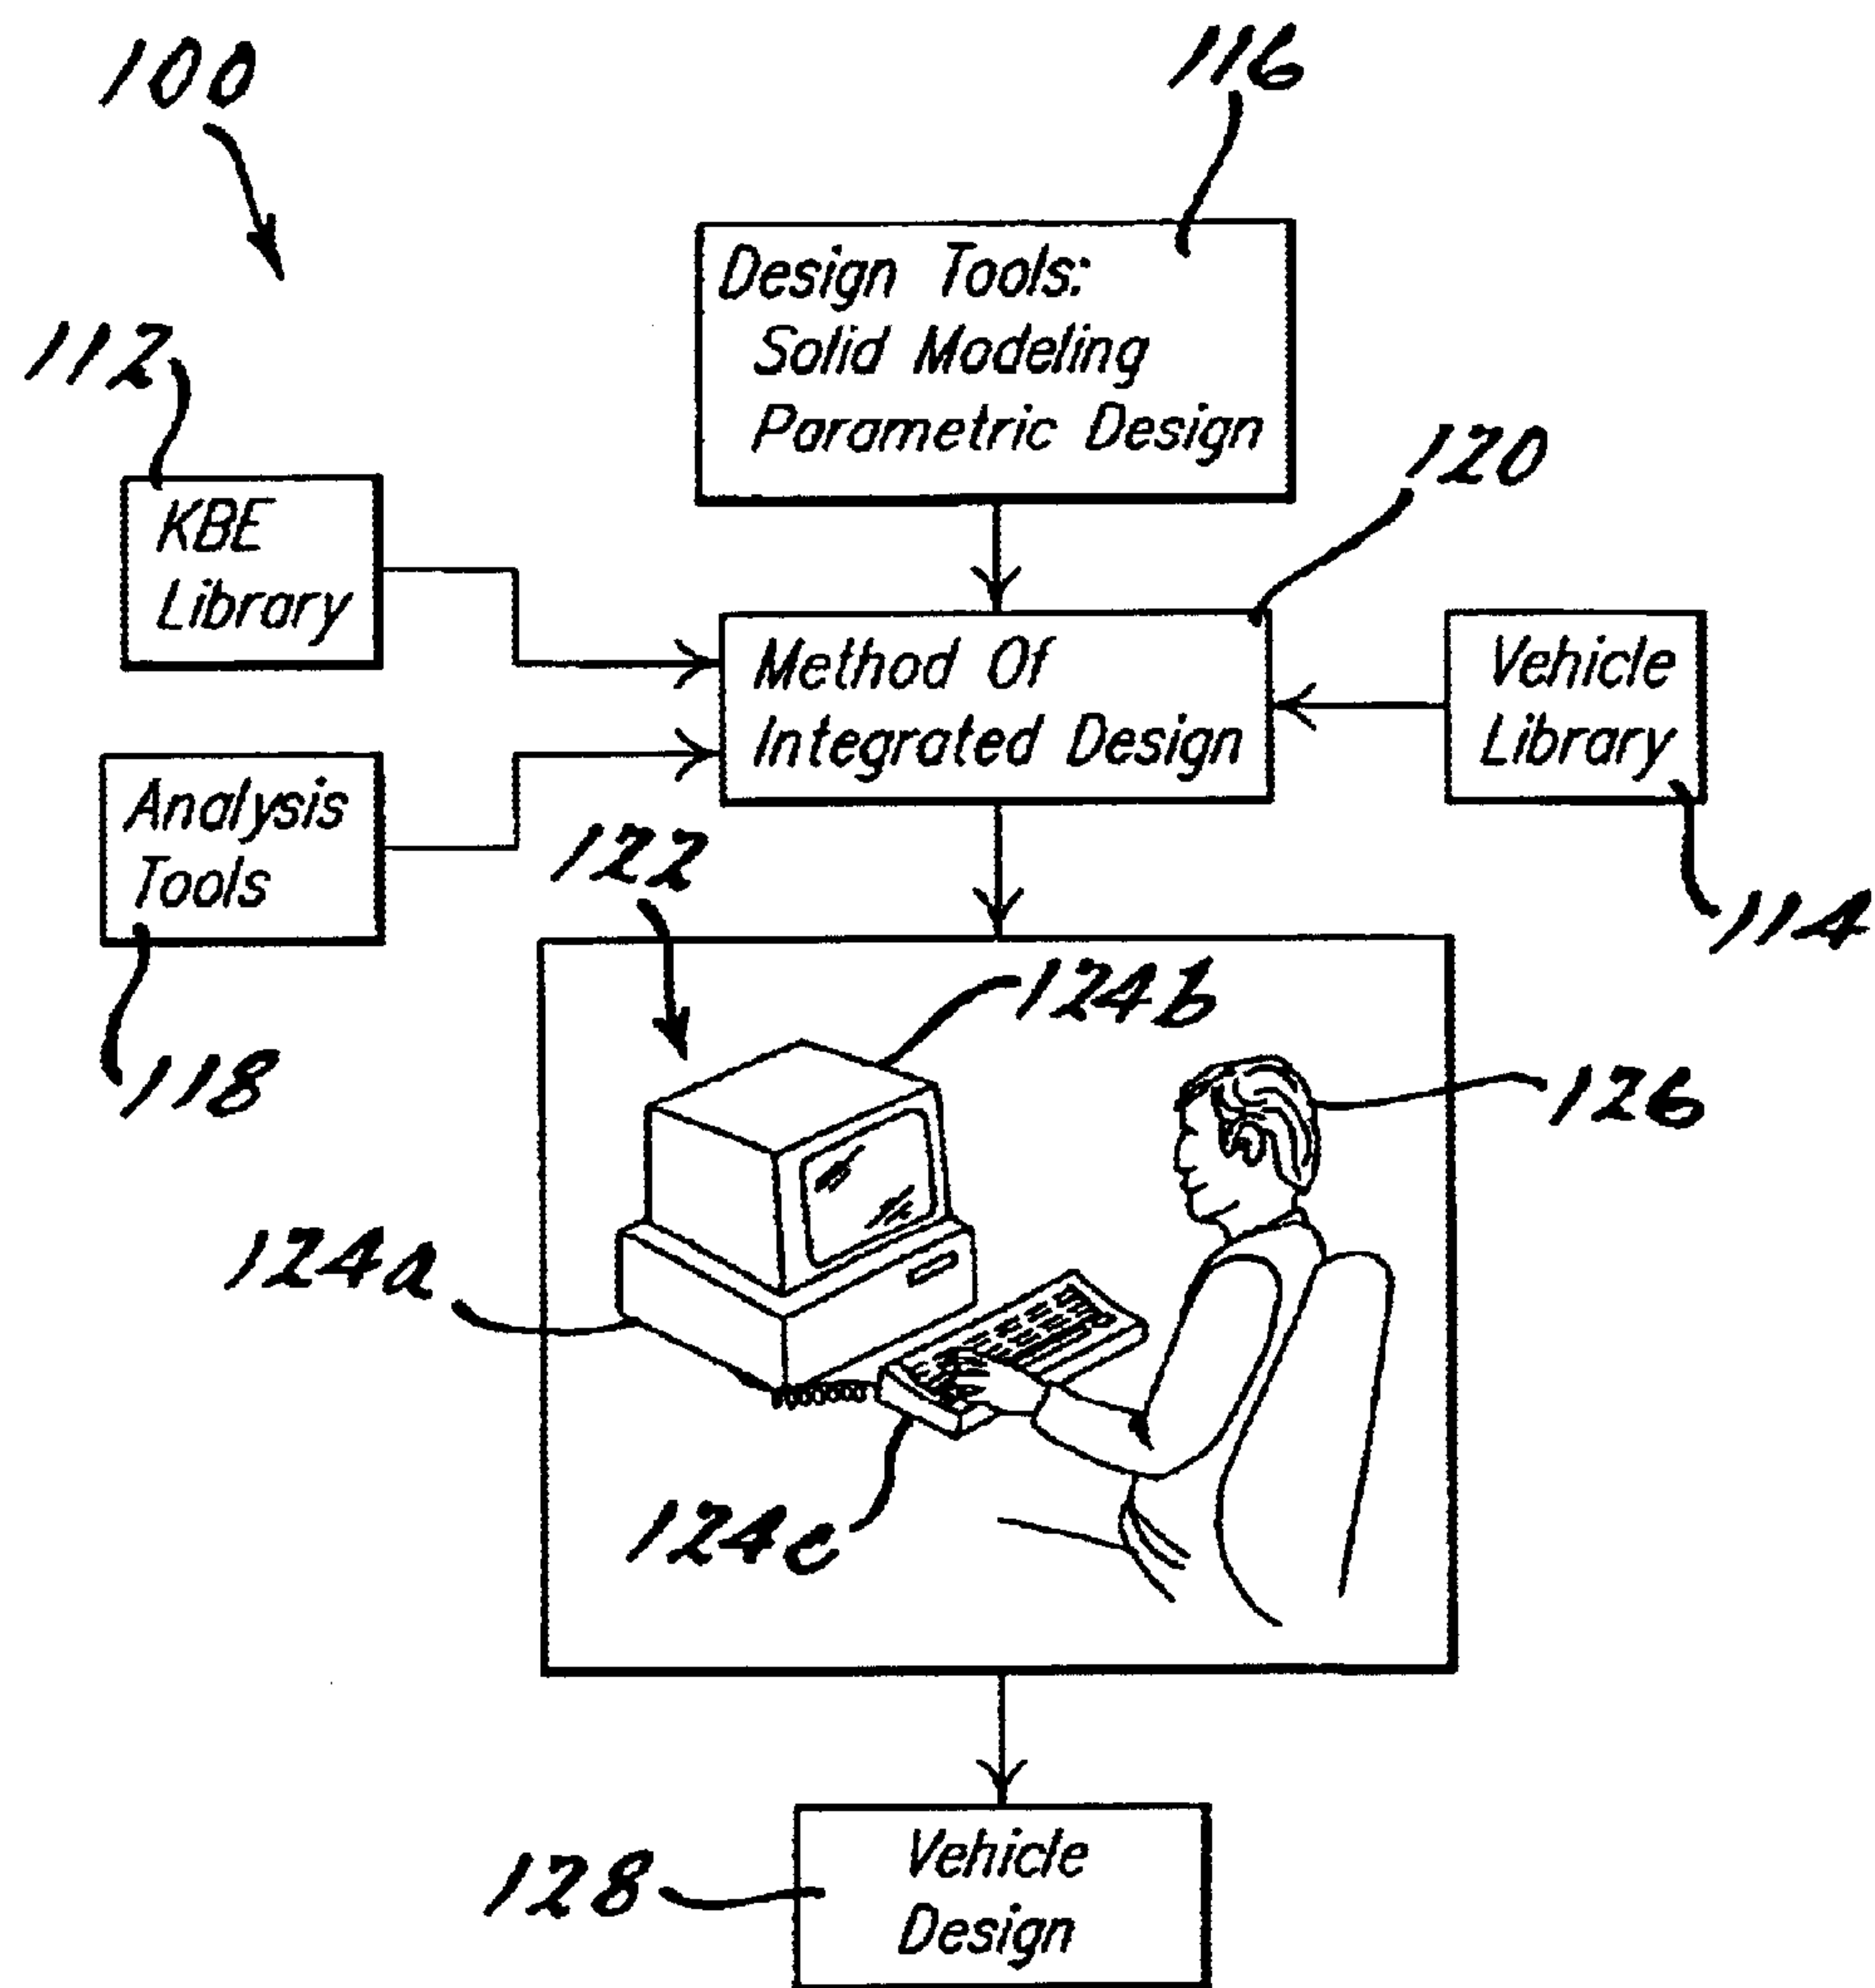 100
116
Design Tools:
Solid Modeling
Parametric Design
112
120
KBE
Library
Method Of
Integrated Design
Vehicle
Library
Analysis
Tools
122
114
124b
118
126
124a
124c
128
Vehicle
Design